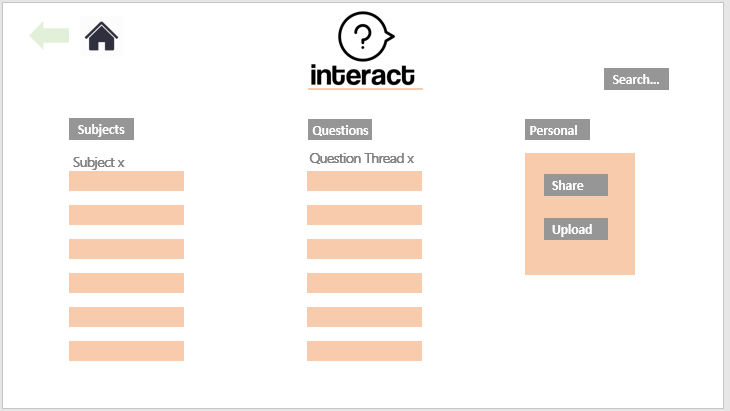 ?
interact
Search...
Subjects
Questions
Personal
Subject x
Question Thread x
Share
Upload